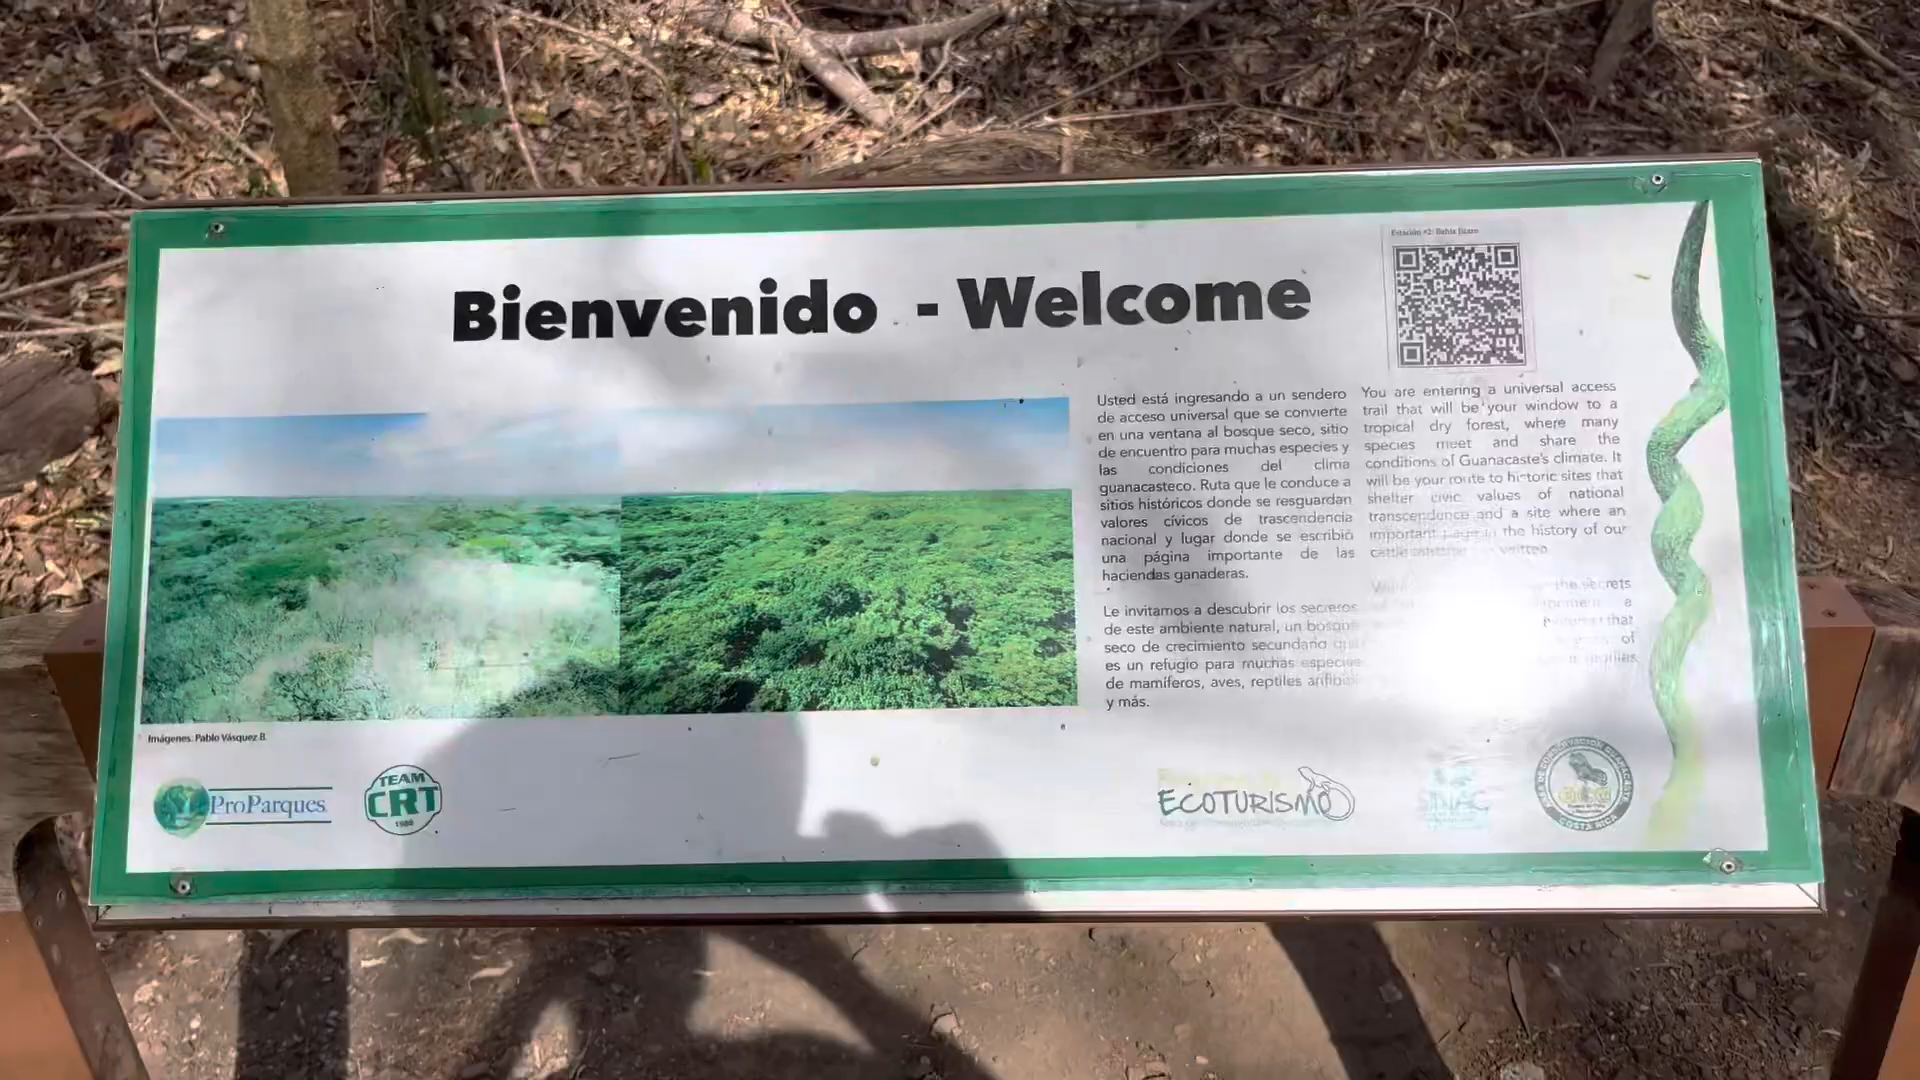 Estación #2: Bahía Júnco
Bienvenido - Welcome
Usted está ingresando a un sendero
de acceso universal que se convierte
en una ventana al bosque seco, sitio
de encuentro para muchas especies y
las condiciones del clima
guanacasteco. Ruta que le conduce a
sitios históricos donde se resguardan
valores cívicos de trascendencia
nacional y lugar donde se escribió
una página importante de las
haciendas ganaderas.
Le invitamos a descubrir los secretos
de este ambiente natural, un bosque
seco de crecimiento secundario que
es un refugio para muchas especies
de mamíferos, aves, reptiles anfibios
y más.
You are entering a universal access
trail that will be your window to a
tropical dry forest, where many
species meet and share the
conditions of Guanacaste's climate. It
will be your route to historic sites that
shelter civic values of national
transcendence and a site where an
important page in the history of our
cattle written.
the secrets
a
that
of
Imágenes: Pablo Vásquez B.
ProParques
TEAM
CRT
1988
ECOTURISMO
SINAC
AREA DE CONSERVACION GUANACASTE
ACG
COSTA RICA